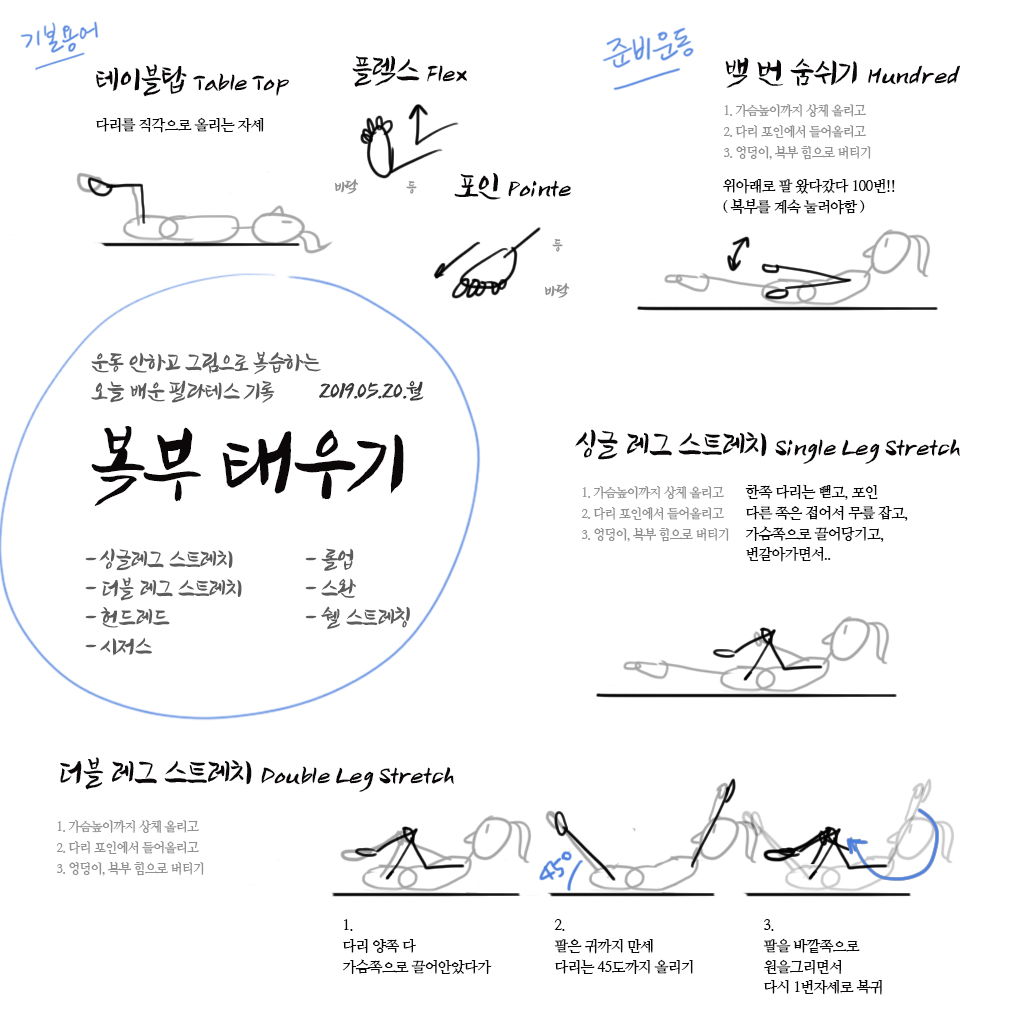 기본용어
테이블탑 Table Top
다리를 직각으로 올리는 자세
플렉스 Flex
바닥 등
포인 Pointe
등
바닥
준비운동
백 번 숨쉬기 Hundred
1. 가슴높이까지 상체 올리고
2. 다리 포인에서 들어올리고
3. 엉덩이, 복부 힘으로 버티기
위아래로 팔 왔다갔다 100번!!
( 복부를 계속 눌러야함 )
운동 안하고 그림으로 복습하는
오늘 배운 필라테스 기록 2019.05.20.월
복부 태우기
- 싱글레그 스트레치
- 더블 레그 스트레치
- 헌드레드
- 시저스
- 롤업
- 스완
- 쉘 스트레칭
싱글 레그 스트레치 Single Leg Stretch
1. 가슴높이까지 상체 올리고
2. 다리 포인에서 들어올리고
3. 엉덩이, 복부 힘으로 버티기
한쪽 다리는 뻗고, 포인
다른 쪽은 접어서 무릎 잡고,
가슴쪽으로 끌어당기고,
번갈아가면서..
더블 레그 스트레치 Double Leg Stretch
1. 가슴높이까지 상체 올리고
2. 다리 포인에서 들어올리고
3. 엉덩이, 복부 힘으로 버티기
1.
다리 양쪽 다
가슴쪽으로 끌어안았다가
45°
2.
팔은 귀까지 만세
다리는 45도까지 올리기
3.
팔을 바깥쪽으로
원을그리면서
다시 1번자세로 복귀